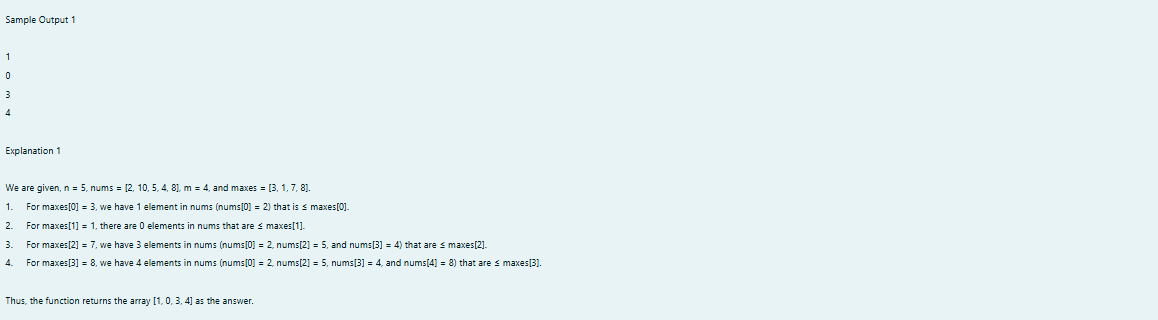 Sample Output 1
1
0
3
4
Explanation 1
We are given, n = 5, nums = [2, 10, 5, 4, 8], m = 4, and maxes = [3, 1, 7, 8].
1. For maxes[0] = 3, we have 1 element in nums (nums[0] = 2) that is ≤ maxes[0].
2. For maxes[1] = 1, there are 0 elements in nums that are ≤ maxes[1].
3. For maxes[2] = 7, we have 3 elements in nums (nums[0] = 2, nums[2] = 5, and nums[3] = 4) that are ≤ maxes[2].
4. For maxes[3] = 8, we have 4 elements in nums (nums[0] = 2, nums[2] = 5, nums[3] = 4, and nums[4] = 8) that are ≤ maxes[3].
Thus, the function returns the array [1, 0, 3, 4] as the answer.